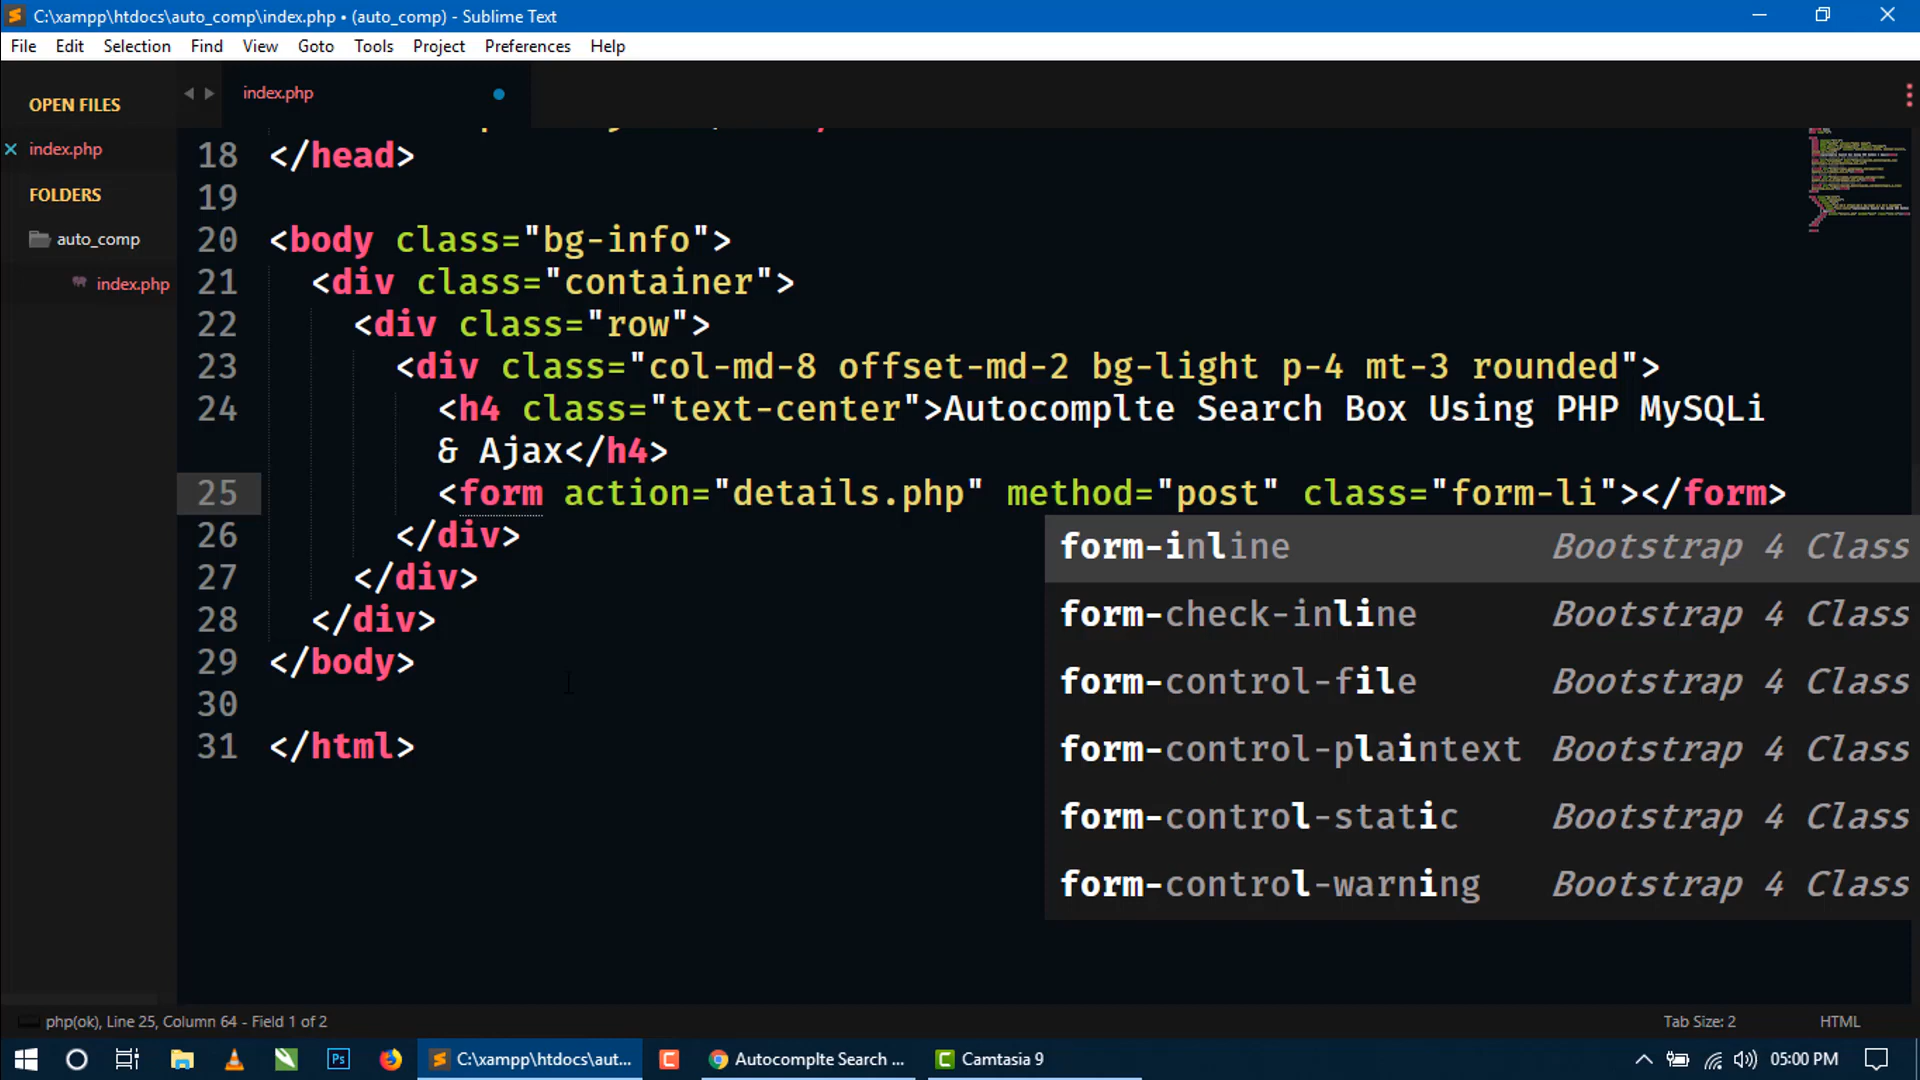 C:\xampp\htdocs\auto_comp\index.php • (auto_comp) - Sublime Text
File Edit Selection Find View Goto Tools Project Preferences Help
OPEN FILES
index.php
FOLDERS
auto_comp
index.php
index.php
18 </head>
19
20 <body class="bg-info">
21 <div class="container">
22 <div class="row">
23 <div class="col-md-8 offset-md-2 bg-light p-4 mt-3 rounded">
24 <h4 class="text-center">Autocomplte Search Box Using PHP MySQLi
& Ajax</h4>
25 <form action="details.php" method="post" class="form-li"></form>
26 </div>
27 </div>
28 </div>
29 </body>
30
31 </html>
form-inline Bootstrap 4 Class
form-check-inline Bootstrap 4 Class
form-control-file Bootstrap 4 Class
form-control-plaintext Bootstrap 4 Class
form-control-static Bootstrap 4 Class
form-control-warning Bootstrap 4 Class
php(ok), Line 25, Column 64 - Field 1 of 2
Tab Size: 2
HTML
C:\xampp\htdocs\aut...
Autocomplte Search ...
Camtasia 9
05:00 PM